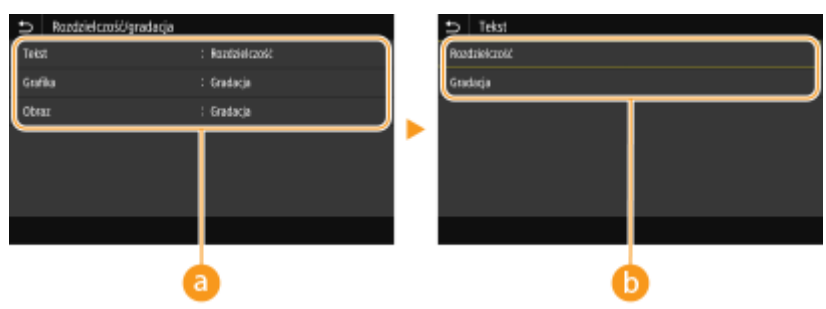 Rozdzielczość/gradacja
Tekst : Rozdzielczość
Grafika : Gradacja
Obraz : Gradacja
a
Tekst
Rozdzielczość
Gradacja
b